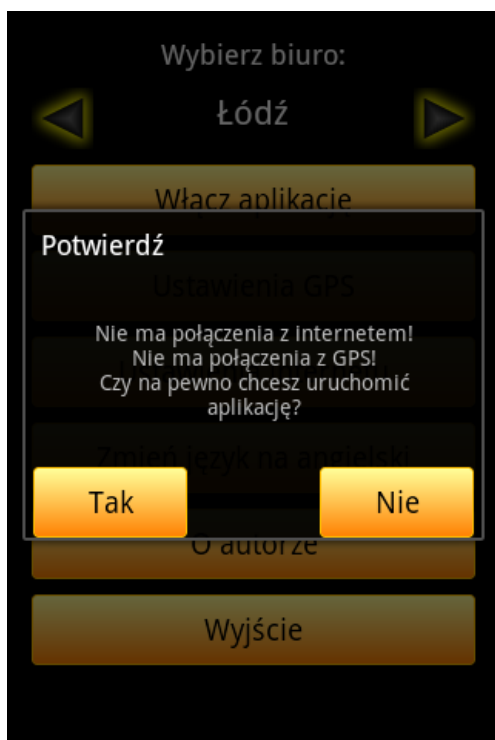 Wybierz biuro:
Łódź
Włącz aplikację
Potwierdź
Ustawienia GPS
Nie ma połączenia z internetem!
Nie ma połączenia z GPS!
Czy na pewno chcesz uruchomić
aplikację?
Zmień język na angielski
Tak
Nie
O autorze
Wyjście